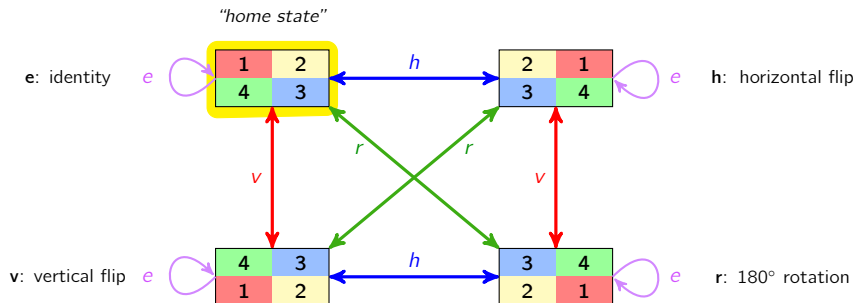 “home state”
1 2 h 2 1
e: identity e e h: horizontal flip
4 3 3 4
r r
v v
4 3 h 3 4
v: vertical flip e e r: 180° rotation
1 2 2 1